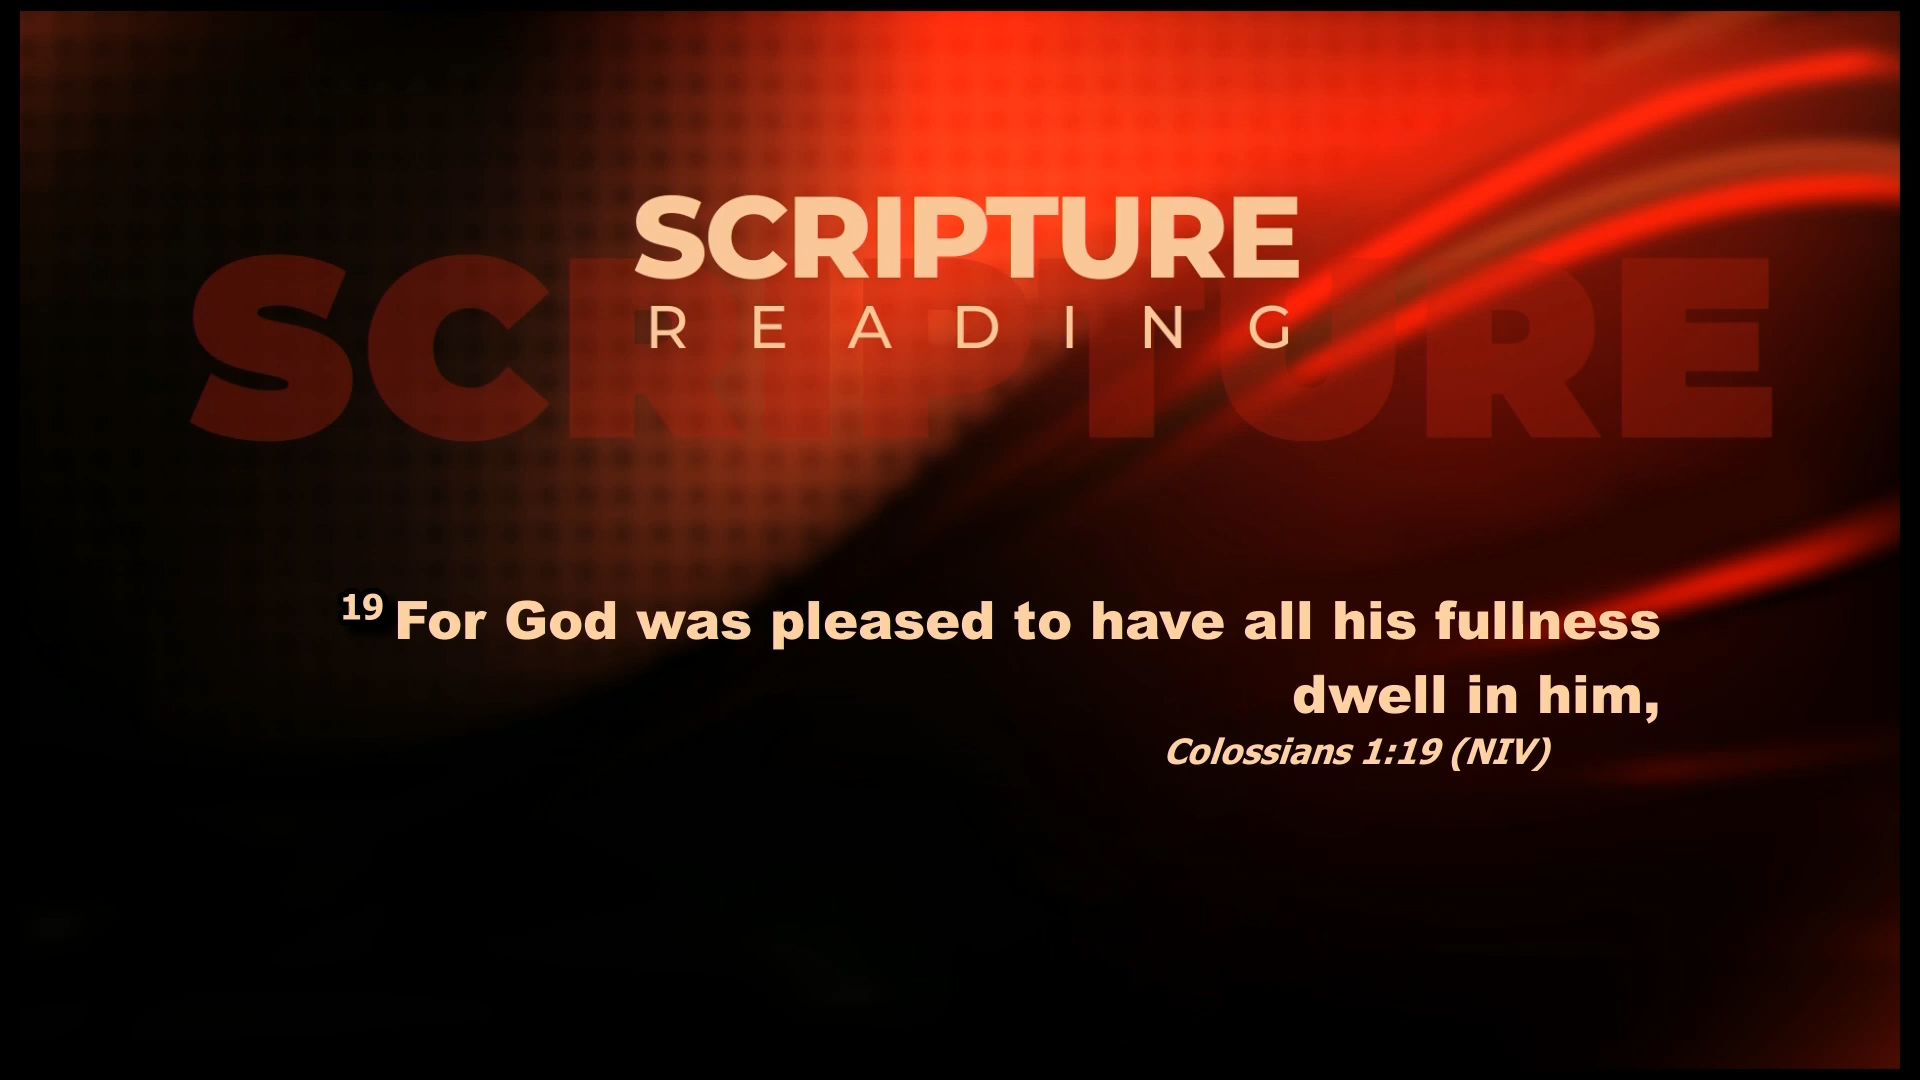 SCRIPTURE
SCRIPTURE
READING
19 For God was pleased to have all his fullness
dwell in him,
Colossians 1:19 (NIV)